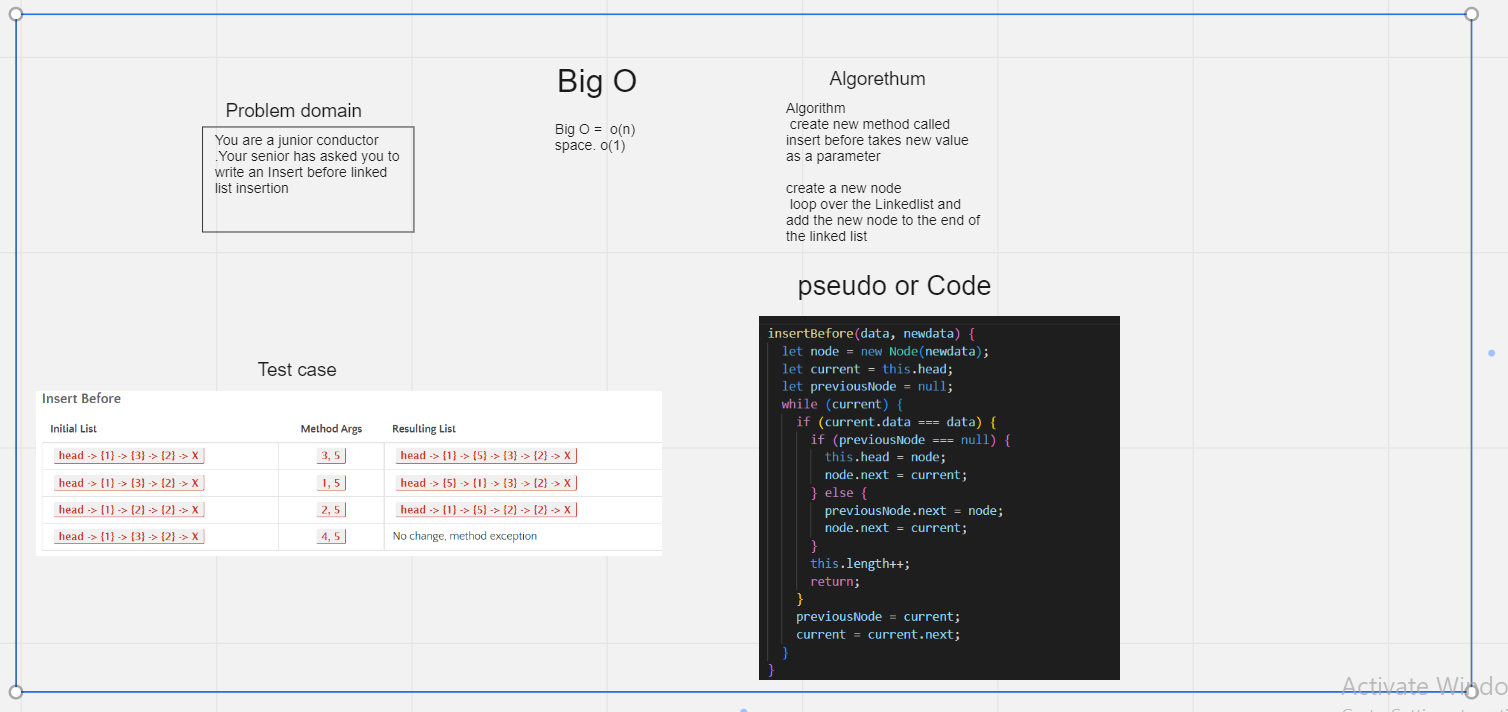 Problem domain
You are a junior conductor
.Your senior has asked you to
write an Insert before linked
list insertion
Big O
Big O =  o(n)
space. o(1)
Algorethum
Algorithm
create new method called
insert before takes new value
as a parameter
create a new node
loop over the Linkedlist and
add the new node to the end of
the linked list
Test case
Insert Before
Initial List Method Args Resulting List
head -> {1} -> {3} -> {2} -> X 3, 5 head -> {1} -> {5} -> {3} -> {2} -> X
head -> {1} -> {3} -> {2} -> X 1, 5 head -> {5} -> {1} -> {3} -> {2} -> X
head -> {1} -> {2} -> {2} -> X 2, 5 head -> {1} -> {5} -> {2} -> {2} -> X
head -> {1} -> {3} -> {2} -> X 4, 5 No change, method exception
pseudo or Code
insertBefore(data, newdata) {
let node = new Node(newdata);
let current = this.head;
let previousNode = null;
while (current) {
if (current.data === data) {
if (previousNode === null) {
this.head = node;
node.next = current;
} else {
previousNode.next = node;
node.next = current;
}
this.length++;
return;
}
previousNode = current;
current = current.next;
}
}
Activate Windo